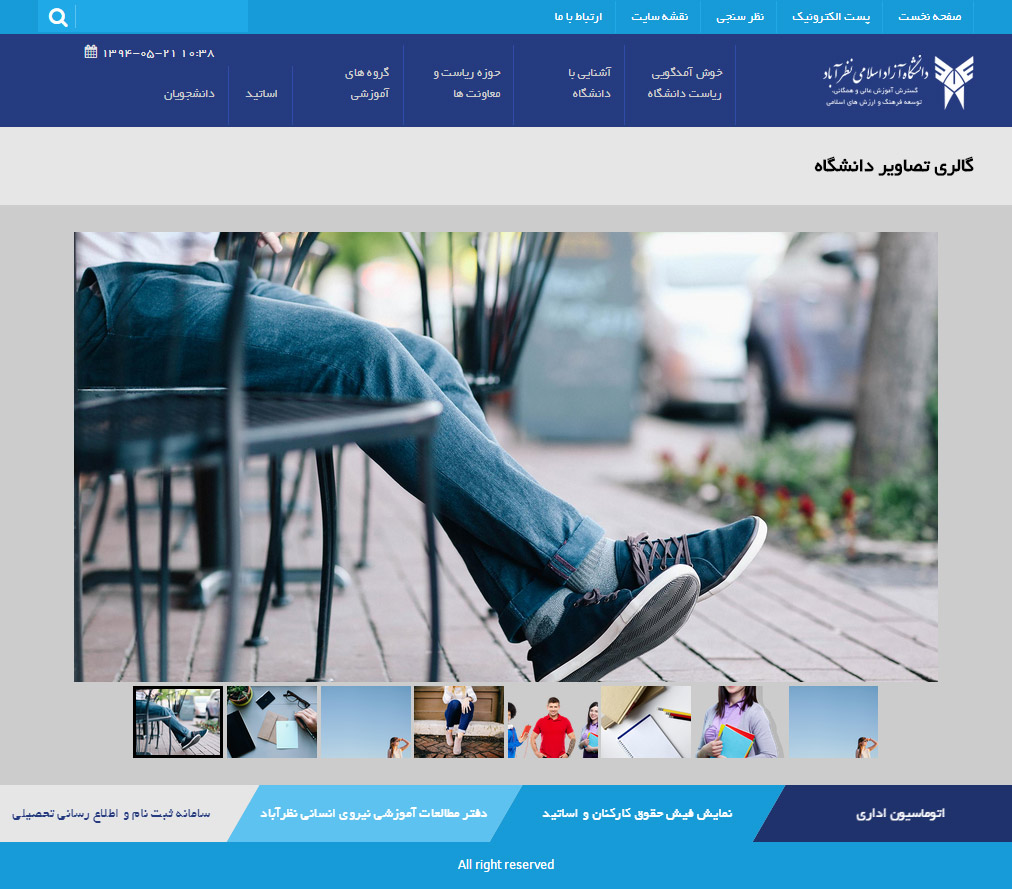 صفحه نخست
پست الکترونیک
نظر سنجی
نقشه سایت
ارتباط با ما
دانشگاه آزاد اسلامی نظرآباد
گسترش آموزش عالی و همگانی،
توسعه فرهنگ و ارزش های اسلامی
خوش آمدگویی
ریاست دانشگاه
آشنایی با
دانشگاه
حوزه ریاست و
معاونت ها
گروه های
آموزشی
اساتید
دانشجویان
۱۳۹۴-۰۵-۲۱ ۱۰:۳۸
گالری تصاویر دانشگاه
اتوماسیون اداری
نمایش فیش حقوق کارکنان و اساتید
دفتر مطالعات آموزشی نیروی انسانی نظرآباد
سامانه ثبت نام و اطلاع رسانی تحصیلی
All right reserved